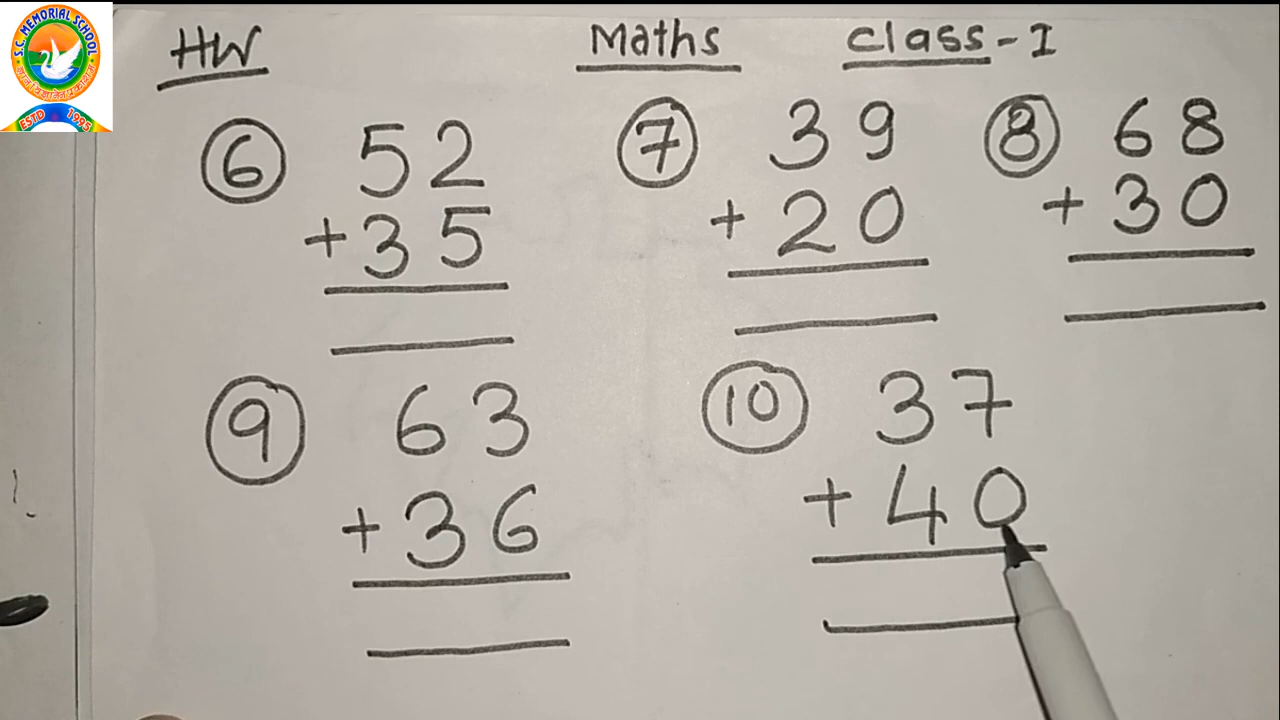 S.C. MEMORIAL SCHOOL
ESTD 1995
HW Maths Class-I
6 52 7 39 8 68
+35 +20 +30
9 63 10 37
+36 +40